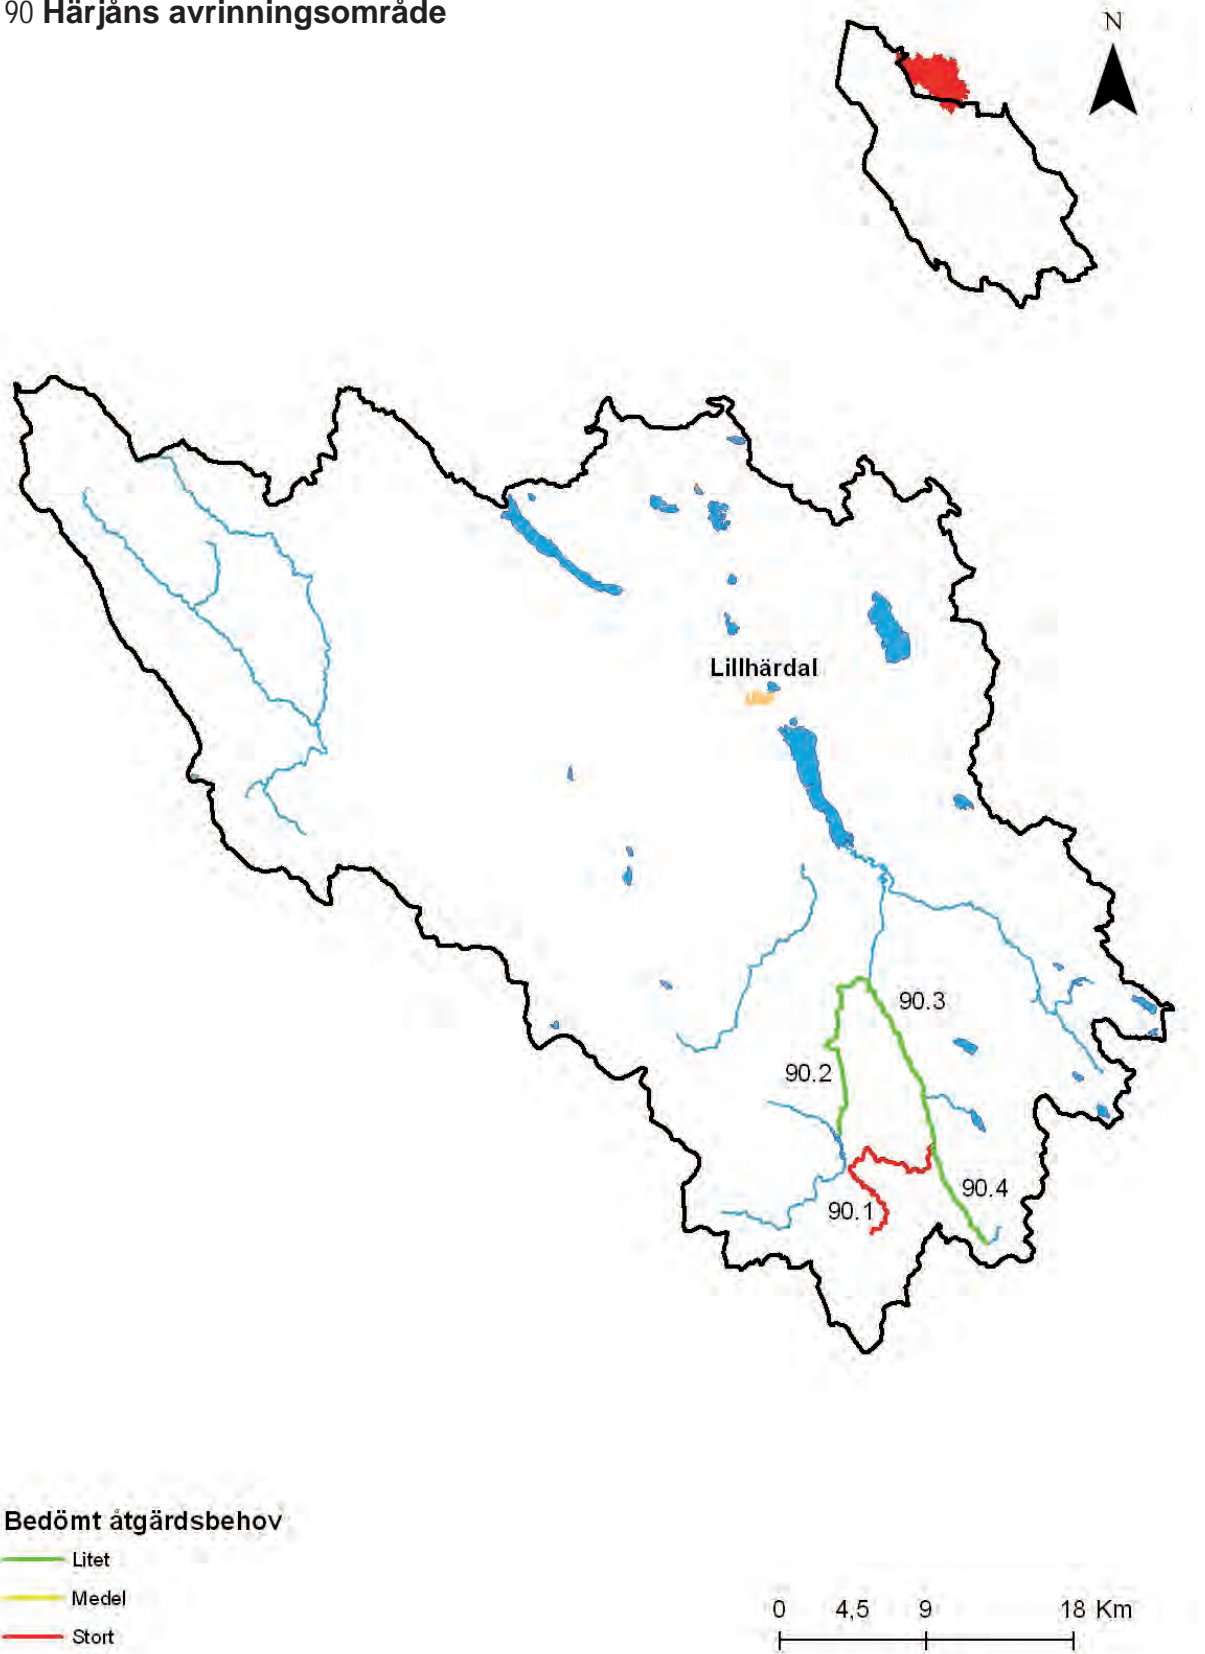 90 Härjåns avrinningsområde
N
Lillhärdal
90.3
90.2
90.4
90.1
Bedömt åtgärdsbehov
Litet
Medel
Stort
0 4,5 9 18 Km